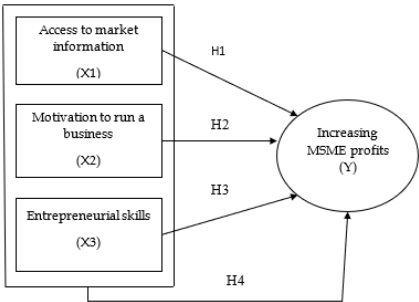 Access to market
information
(X1)
H1
Motivation to run a
business
(X2)
H2
Increasing
MSME profits
(Y)
H3
Entrepreneurial skills
(X3)
H4